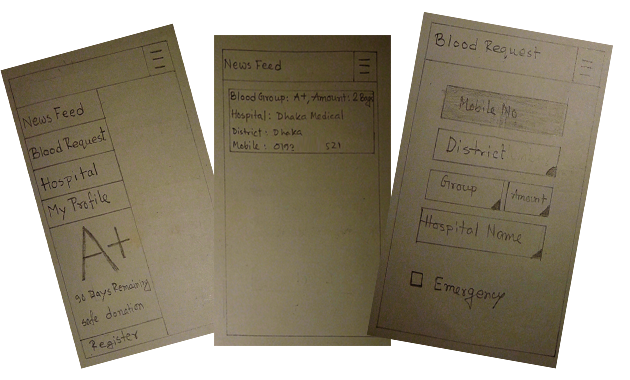 News Feed
Blood Request
Hospital
My Profile
A+
90 Days Remaining
safe donation
Register
News Feed
Blood Group: A+, Amount: 2 Bags
Hospital: Dhaka Medical
District: Dhaka
Mobile: 0192 521
Blood Request
Mobile No
District
Group Amount
Hospital Name
Emergency